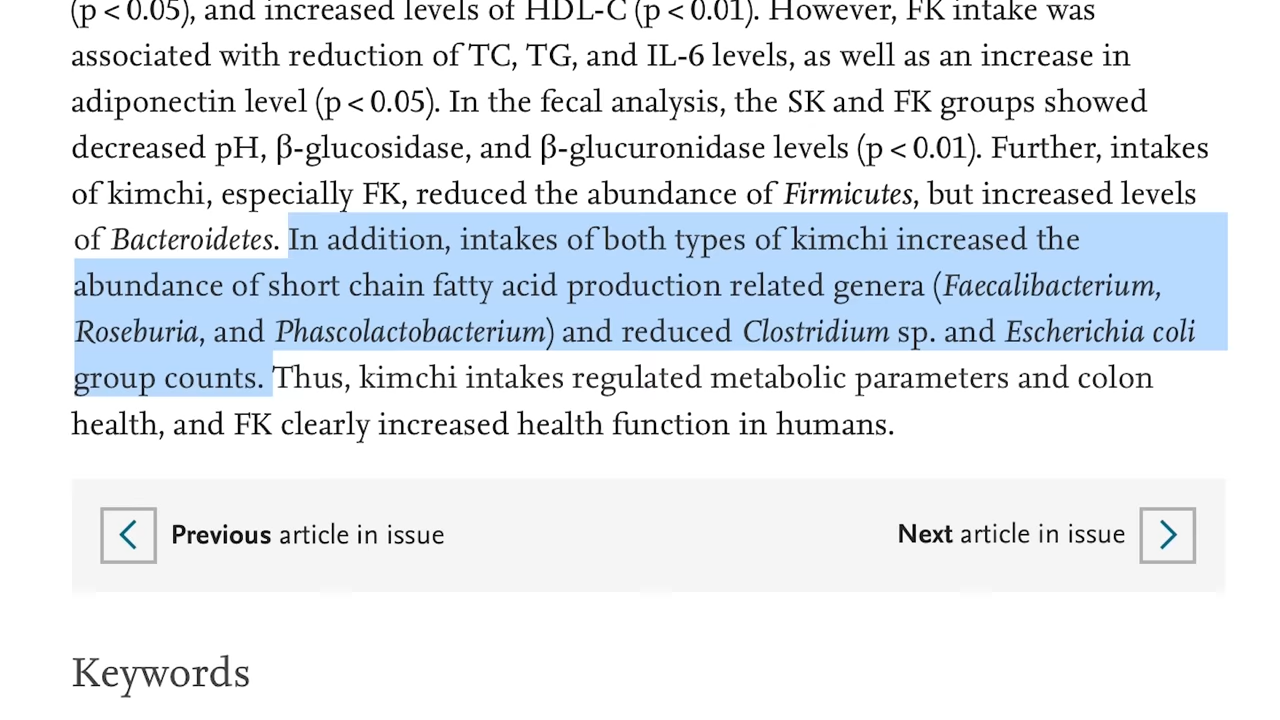 (p < 0.05), and increased levels of HDL-C (p < 0.01). However, FK intake was
associated with reduction of TC, TG, and IL-6 levels, as well as an increase in
adiponectin level (p < 0.05). In the fecal analysis, the SK and FK groups showed
decreased pH, β-glucosidase, and β-glucuronidase levels (p < 0.01). Further, intakes
of kimchi, especially FK, reduced the abundance of Firmicutes, but increased levels
of Bacteroidetes. In addition, intakes of both types of kimchi increased the
abundance of short chain fatty acid production related genera (Faecalibacterium,
Roseburia, and Phascolactobacterium) and reduced Clostridium sp. and Escherichia coli
group counts. Thus, kimchi intakes regulated metabolic parameters and colon
health, and FK clearly increased health function in humans.
Previous article in issue
Next article in issue
Keywords